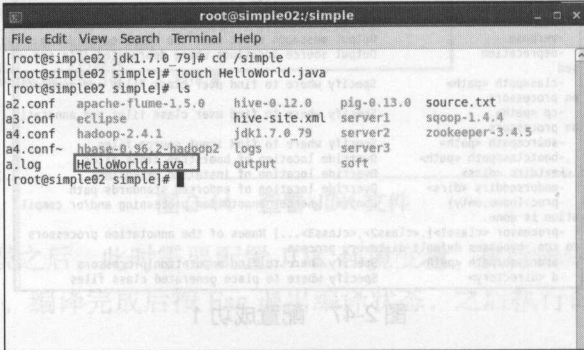 root@simple02:/simple
File Edit View Search Terminal Help
[root@simple02 jdk1.7.0_79]# cd /simple
[root@simple02 simple]# touch HelloWorld.java
[root@simple02 simple]# ls
a2.conf apache-flume-1.5.0 hive-0.12.0 pig-0.13.0 source.txt
a3.conf eclipse hive-site.xml server1 sqoop-1.4.4
a4.conf hadoop-2.4.1 jdk1.7.0_79 server2 zookeeper-3.4.5
a4.conf~ hbase-0.96.2-hadoop2 logs server3
a.log HelloWorld.java output soft
[root@simple02 simple]#